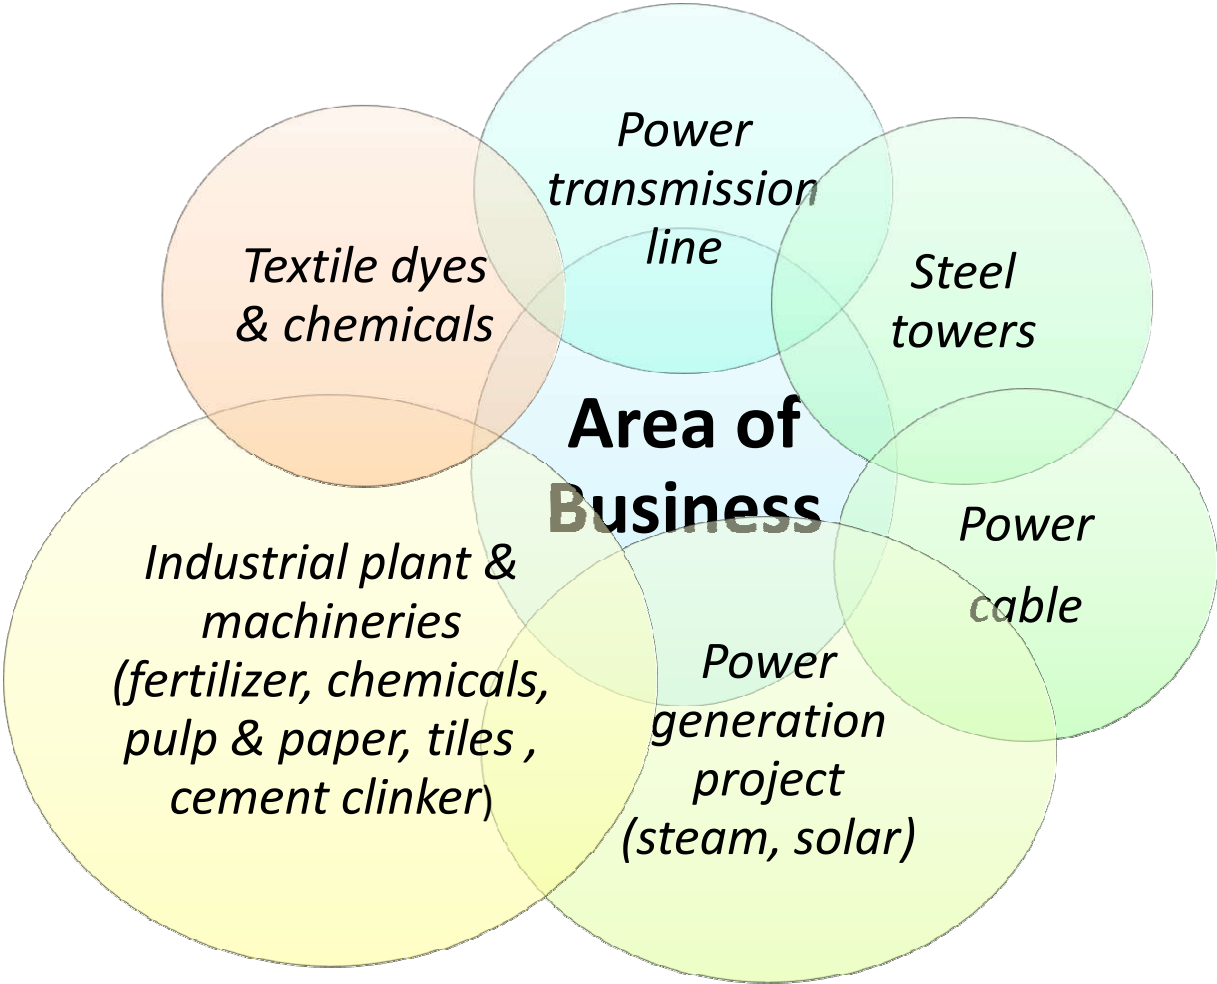 Power
transmission
line
Textile dyes
& chemicals
Steel
towers
Area of
Business
Power
cable
Industrial plant &
machineries
(fertilizer, chemicals,
pulp & paper, tiles ,
cement clinker)
Power
generation
project
(steam, solar)